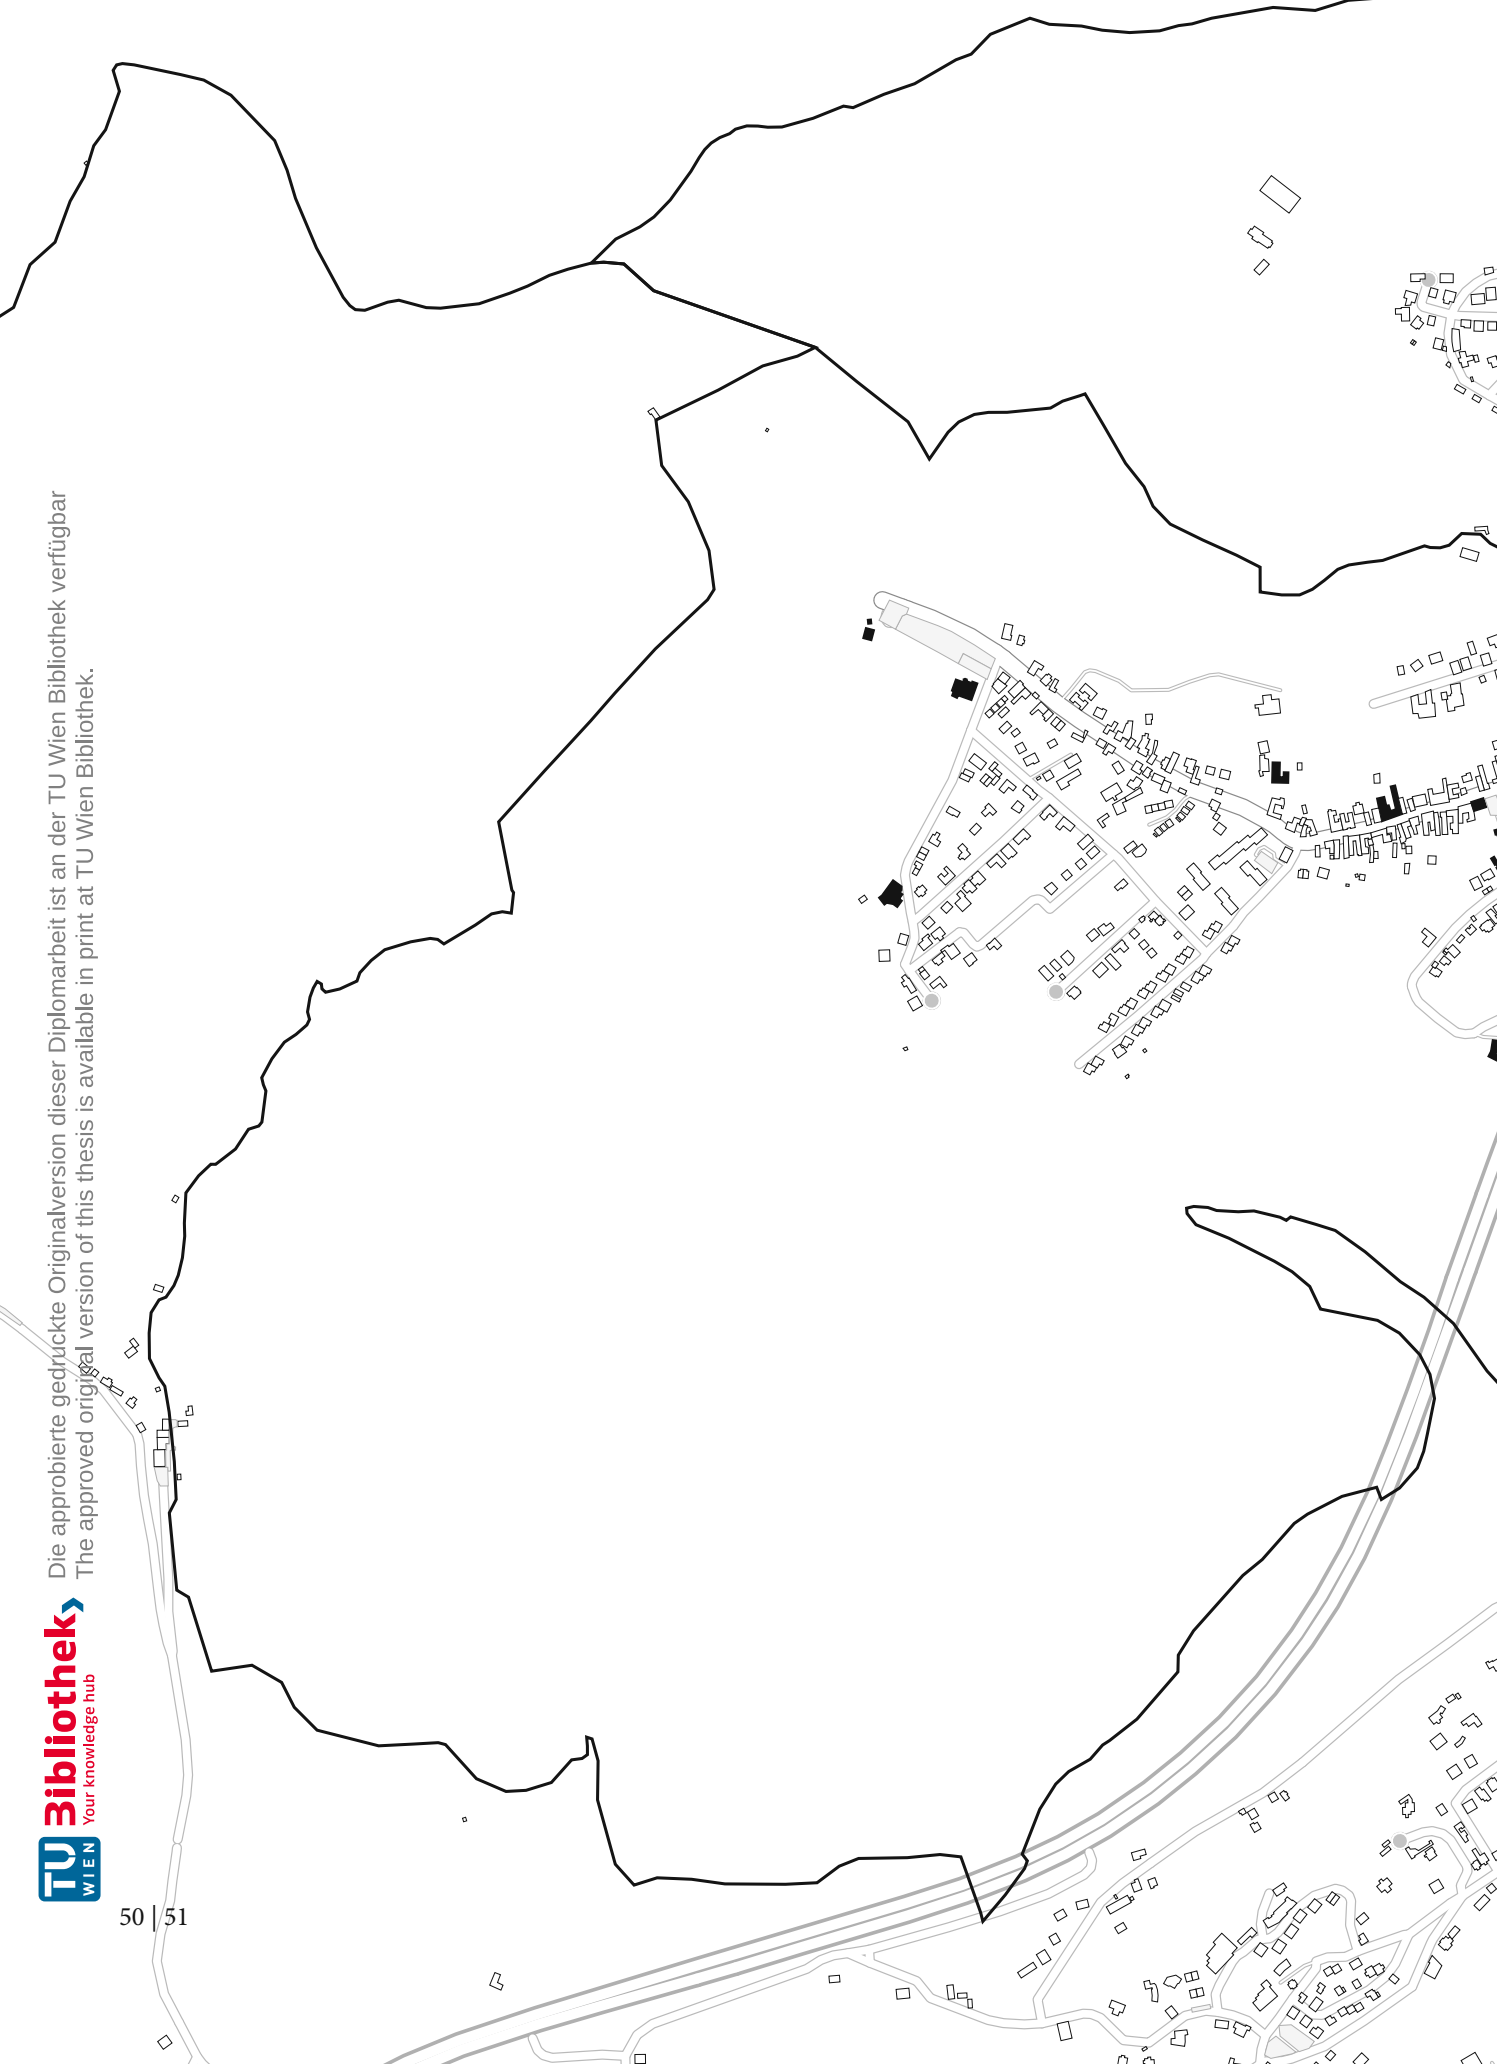 Die approbierte gedruckte Originalversion dieser Diplomarbeit ist an der TU Wien Bibliothek verfügbar
The approved original version of this thesis is available in print at TU Wien Bibliothek.
Bibliothek
Your knowledge hub
TU
WIEN
50 | 51